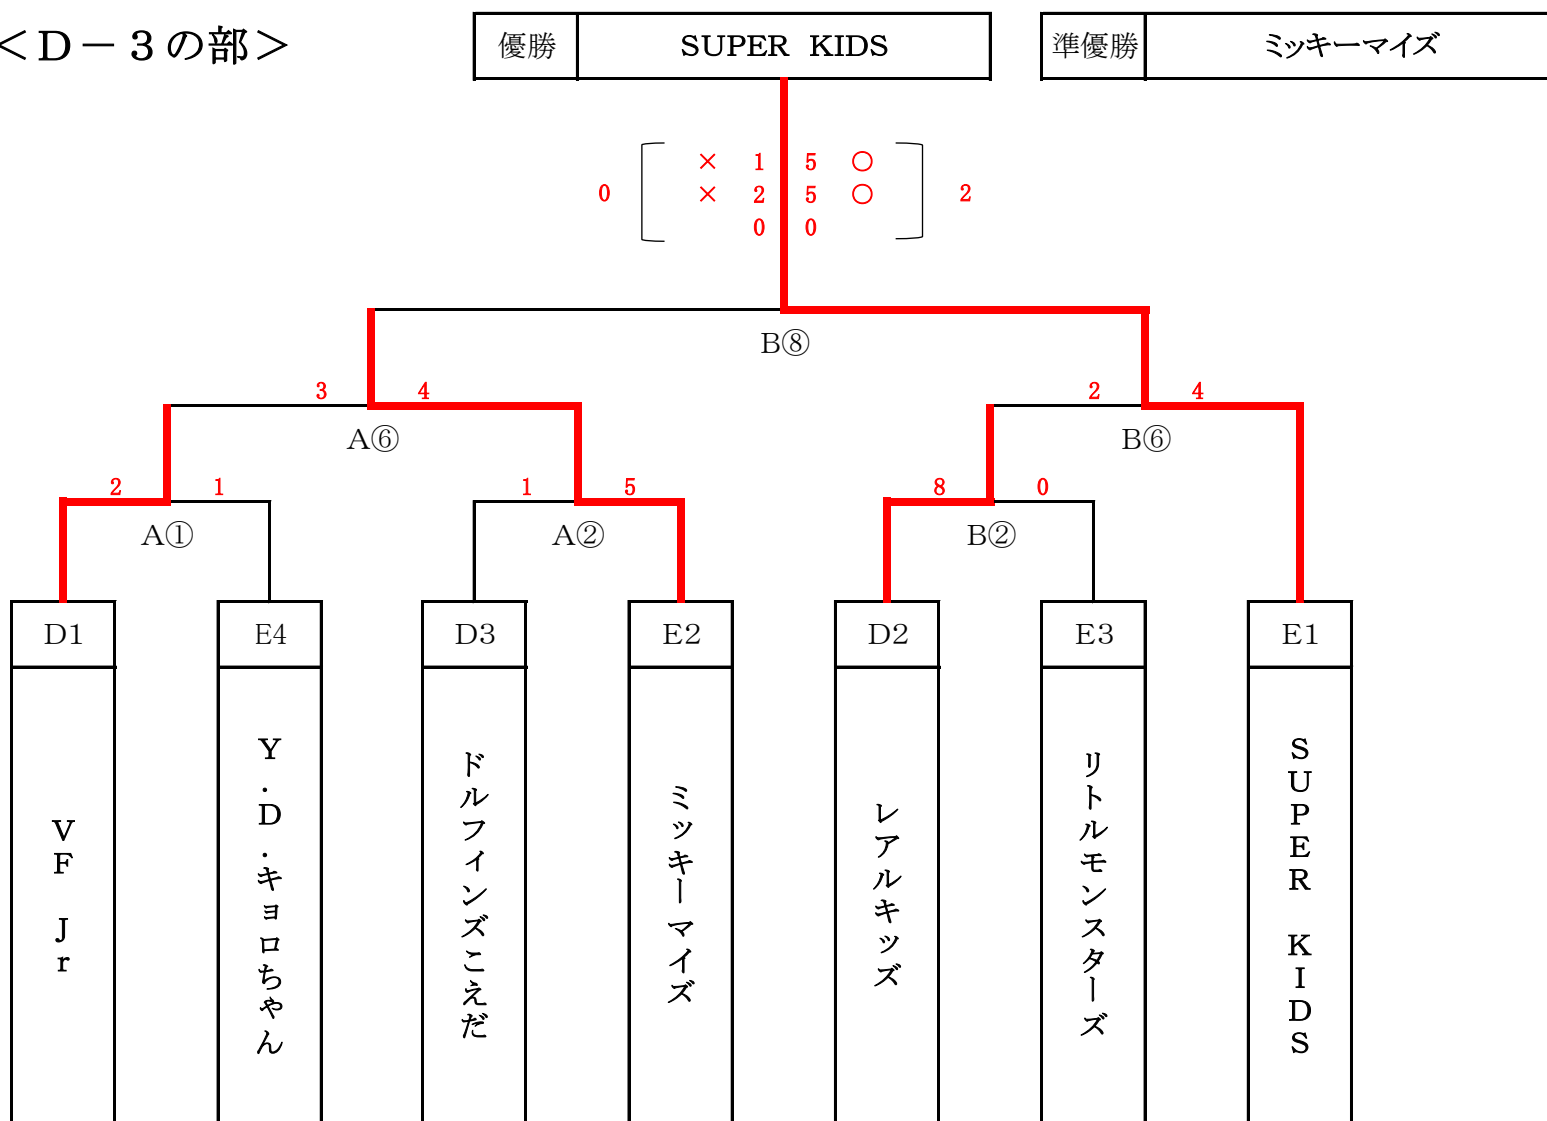 <D－3の部>
優勝 SUPER KIDS 準優勝 ミッキーマイズ
× 1 5 ○
0 × 2 5 ○ 2
0 0
B⑧
3 4 2 4
A⑥ B⑥
2 1 1 5 8 0
A① A② B②
D1 E4 D3 E2 D2 E3 E1
VF Jr
Y.D.キョロちゃん
ドルフィンズこえだ
ミッキーマイズ
レアルキッズ
リトルモンスターズ
SUPER KIDS